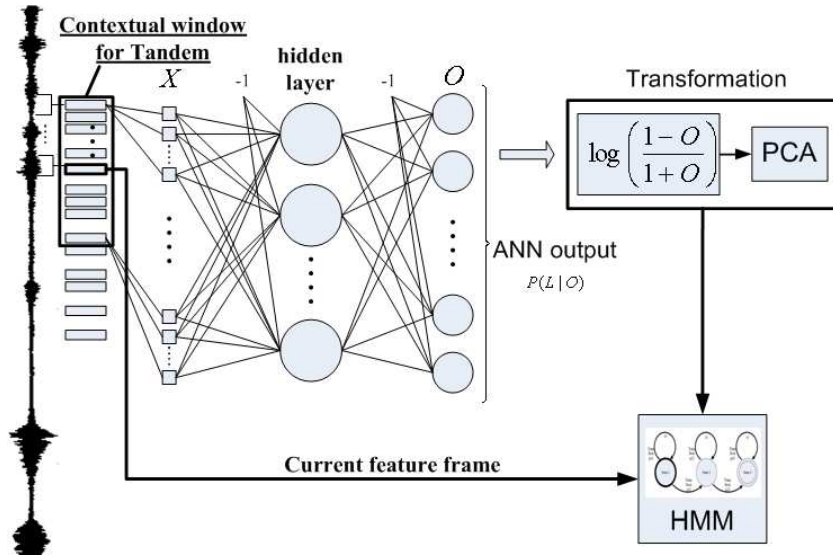 Contextual window
for Tandem
X
-1
hidden
layer
-1
O
Transformation
log(1-O/1+O)
PCA
ANN output
P(L|O)
Current feature frame
HMM